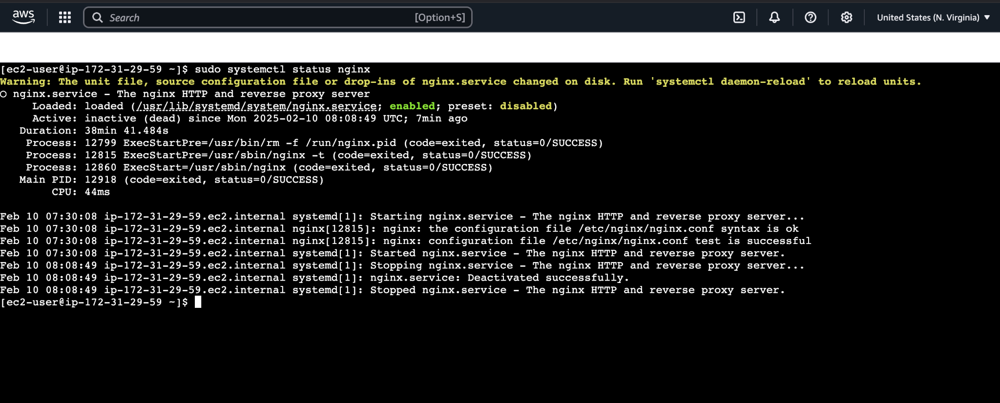 aws
Search [Option+S]
United States (N. Virginia)
[ec2-user@ip-172-31-29-59 ~]$ sudo systemctl status nginx
Warning: The unit file, source configuration file or drop-ins of nginx.service changed on disk. Run 'systemctl daemon-reload' to reload units.
○ nginx.service - The nginx HTTP and reverse proxy server
     Loaded: loaded (/usr/lib/systemd/system/nginx.service; enabled; preset: disabled)
     Active: inactive (dead) since Mon 2025-02-10 08:08:49 UTC; 7min ago
   Duration: 38min 41.484s
    Process: 12799 ExecStartPre=/usr/bin/rm -f /run/nginx.pid (code=exited, status=0/SUCCESS)
    Process: 12815 ExecStartPre=/usr/sbin/nginx -t (code=exited, status=0/SUCCESS)
    Process: 12860 ExecStart=/usr/sbin/nginx (code=exited, status=0/SUCCESS)
   Main PID: 12918 (code=exited, status=0/SUCCESS)
        CPU: 44ms

Feb 10 07:30:08 ip-172-31-29-59.ec2.internal systemd[1]: Starting nginx.service - The nginx HTTP and reverse proxy server...
Feb 10 07:30:08 ip-172-31-29-59.ec2.internal nginx[12815]: nginx: the configuration file /etc/nginx/nginx.conf syntax is ok
Feb 10 07:30:08 ip-172-31-29-59.ec2.internal nginx[12815]: nginx: configuration file /etc/nginx/nginx.conf test is successful
Feb 10 07:30:08 ip-172-31-29-59.ec2.internal systemd[1]: Started nginx.service - The nginx HTTP and reverse proxy server.
Feb 10 08:08:49 ip-172-31-29-59.ec2.internal systemd[1]: Stopping nginx.service - The nginx HTTP and reverse proxy server...
Feb 10 08:08:49 ip-172-31-29-59.ec2.internal systemd[1]: nginx.service: Deactivated successfully.
Feb 10 08:08:49 ip-172-31-29-59.ec2.internal systemd[1]: Stopped nginx.service - The nginx HTTP and reverse proxy server.
[ec2-user@ip-172-31-29-59 ~]$